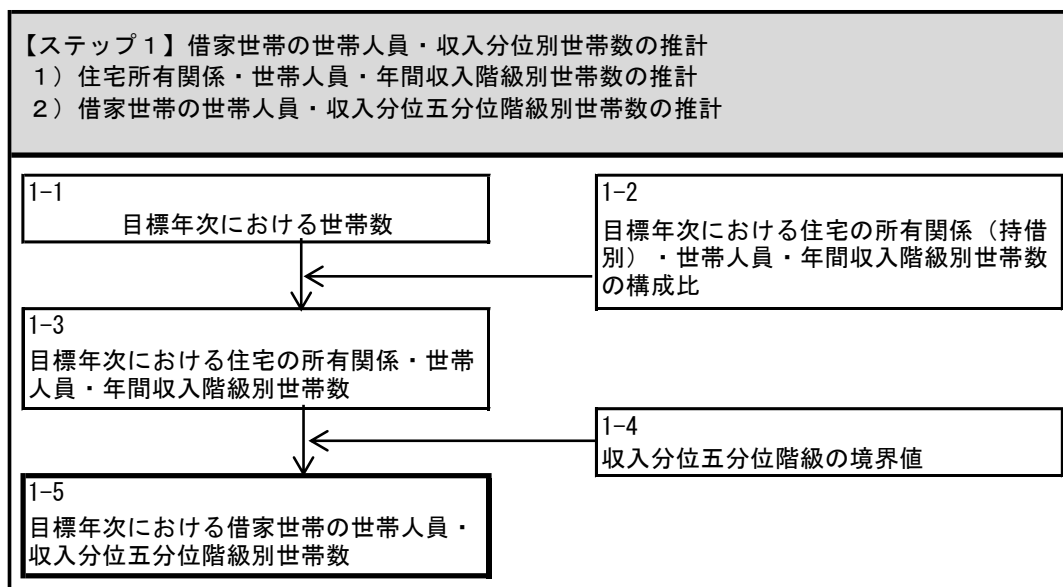 【ステップ１】借家世帯の世帯人員・収入分位別世帯数の推計
１）住宅所有関係・世帯人員・年間収入階級別世帯数の推計
２）借家世帯の世帯人員・収入分位五分位階級別世帯数の推計
1-1
目標年次における世帯数
1-2
目標年次における住宅の所有関係（持借
別）・世帯人員・年間収入階級別世帯数
の構成比
1-3
目標年次における住宅の所有関係・世帯
人員・年間収入階級別世帯数
1-4
収入分位五分位階級の境界値
1-5
目標年次における借家世帯の世帯人員・
収入分位五分位階級別世帯数